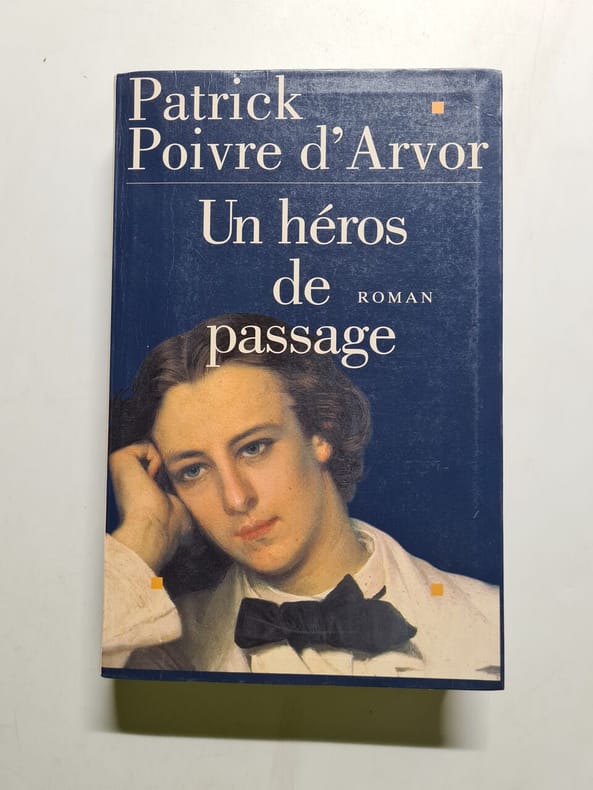 Patrick
Poivre d'Arvor
Un héros
de ROMAN
passage